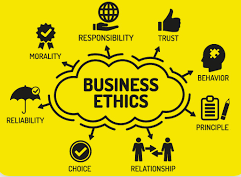 RESPONSIBILITY
TRUST
MORALITY
BUSINESS
ETHICS
BEHAVIOR
RELIABILITY
PRINCIPLE
CHOICE
RELATIONSHIP